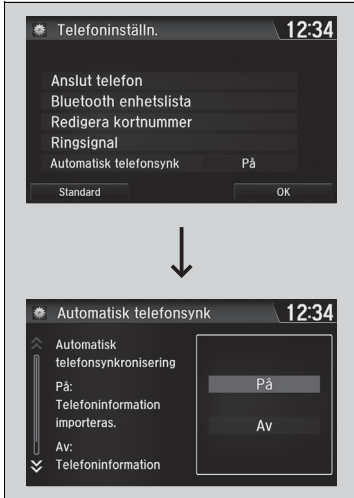 Telefoninställn.
12:34
Anslut telefon
Bluetooth enhetslista
Redigera kortnummer
Ringsignal
Automatisk telefonsynk På
Standard
OK
Automatisk telefonsynk
12:34
Automatisk
telefonsynkronisering
På:
Telefoninformation
importeras.
Av:
Telefoninformation
På
Av